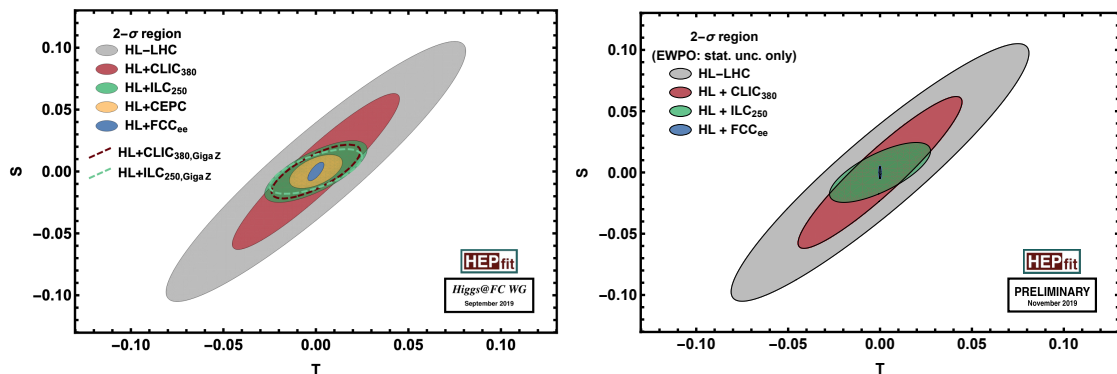 2-σ region
HL-LHC
HL+CLIC380
HL+ILC250
HL+CEPC
HL+FCCee
HL+CLIC380,Giga Z
HL+ILC250,Giga Z
S
0.10
0.05
0.00
-0.05
-0.10
-0.10
-0.05
0.00
0.05
0.10
T
HEPfit
Higgs@FC WG
September 2019
2-σ region
(EWPO: stat. unc. only)
HL-LHC
HL + CLIC380
HL + ILC250
HL + FCCee
S
0.10
0.05
0.00
-0.05
-0.10
-0.10
-0.05
0.00
0.05
0.10
T
HEPfit
PRELIMINARY
November 2019